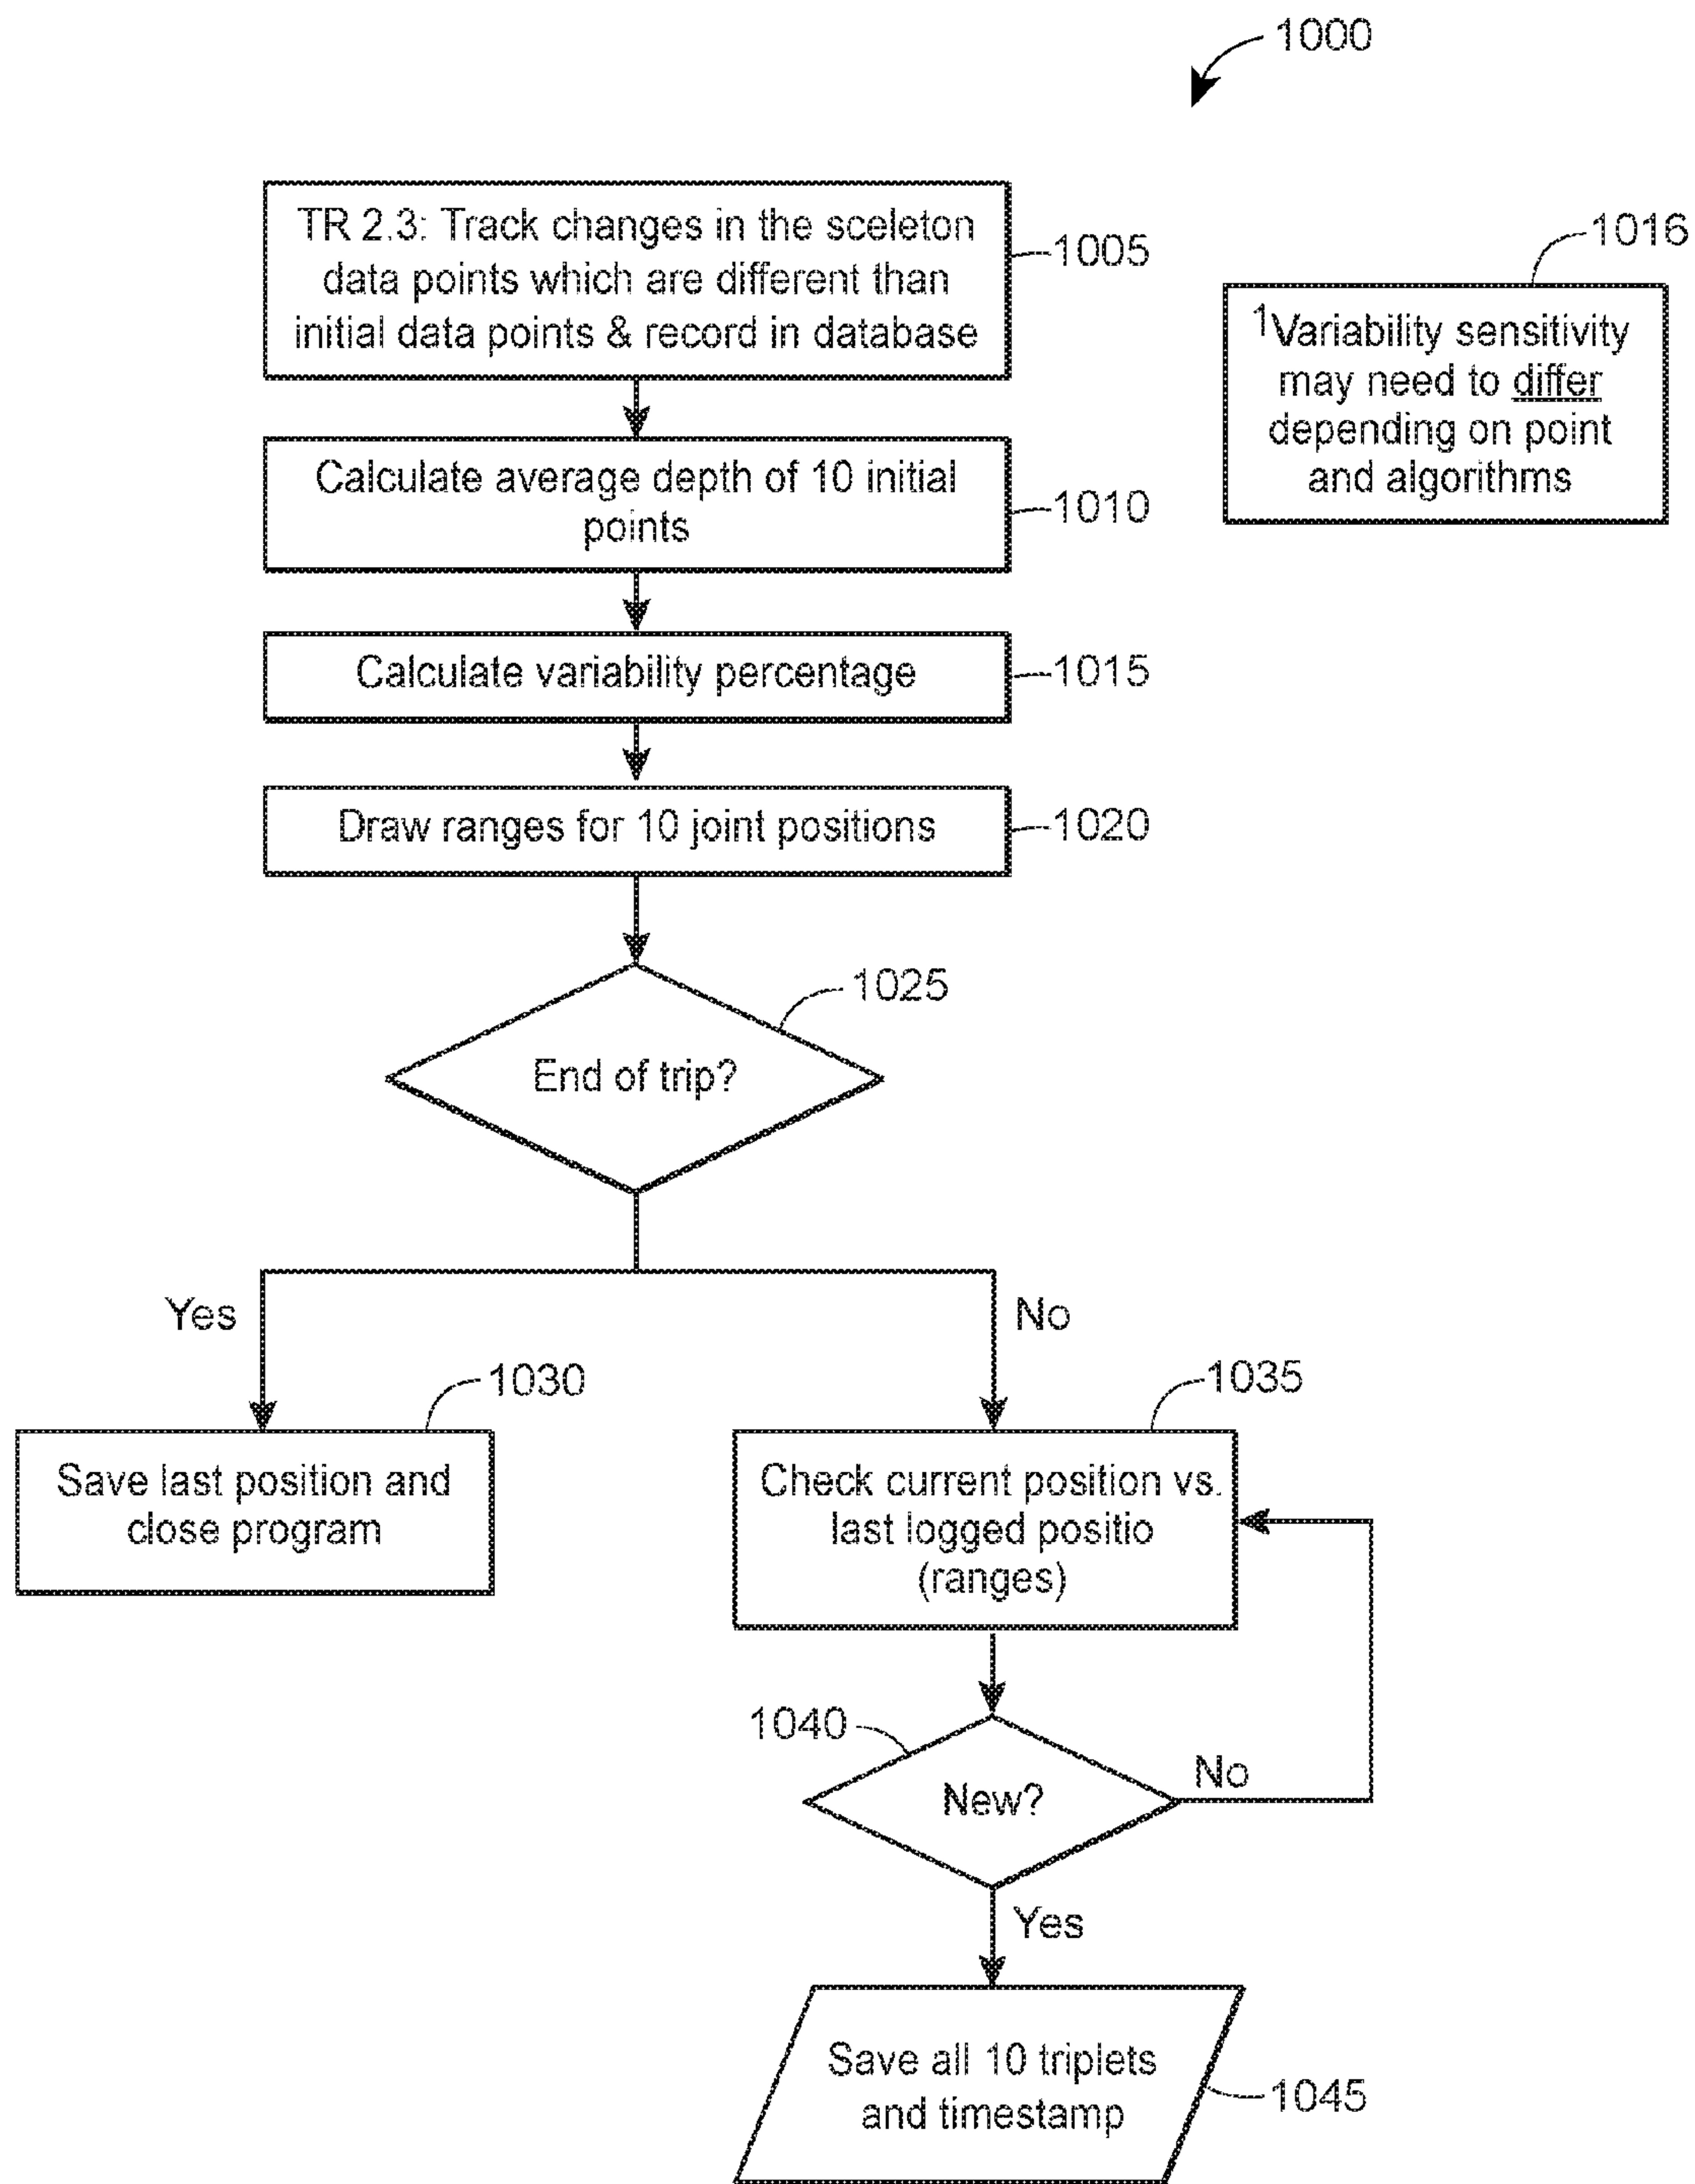 1000
TR 2.3: Track changes in the sceleton
data points which are different than
initial data points & record in database
1005
1016
¹Variability sensitivity
may need to differ
depending on point
and algorithms
Calculate average depth of 10 initial
points
1010
Calculate variability percentage
1015
Draw ranges for 10 joint positions
1020
1025
End of trip?
Yes
No
1030
Save last position and
close program
1035
Check current position vs.
last logged positio
(ranges)
1040
New?
No
Yes
Save all 10 triplets
and timestamp
1045